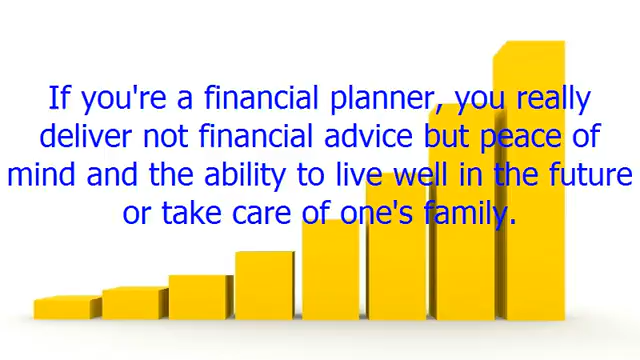 If you're a financial planner, you really
deliver not financial advice but peace of
mind and the ability to live well in the future
or take care of one's family.